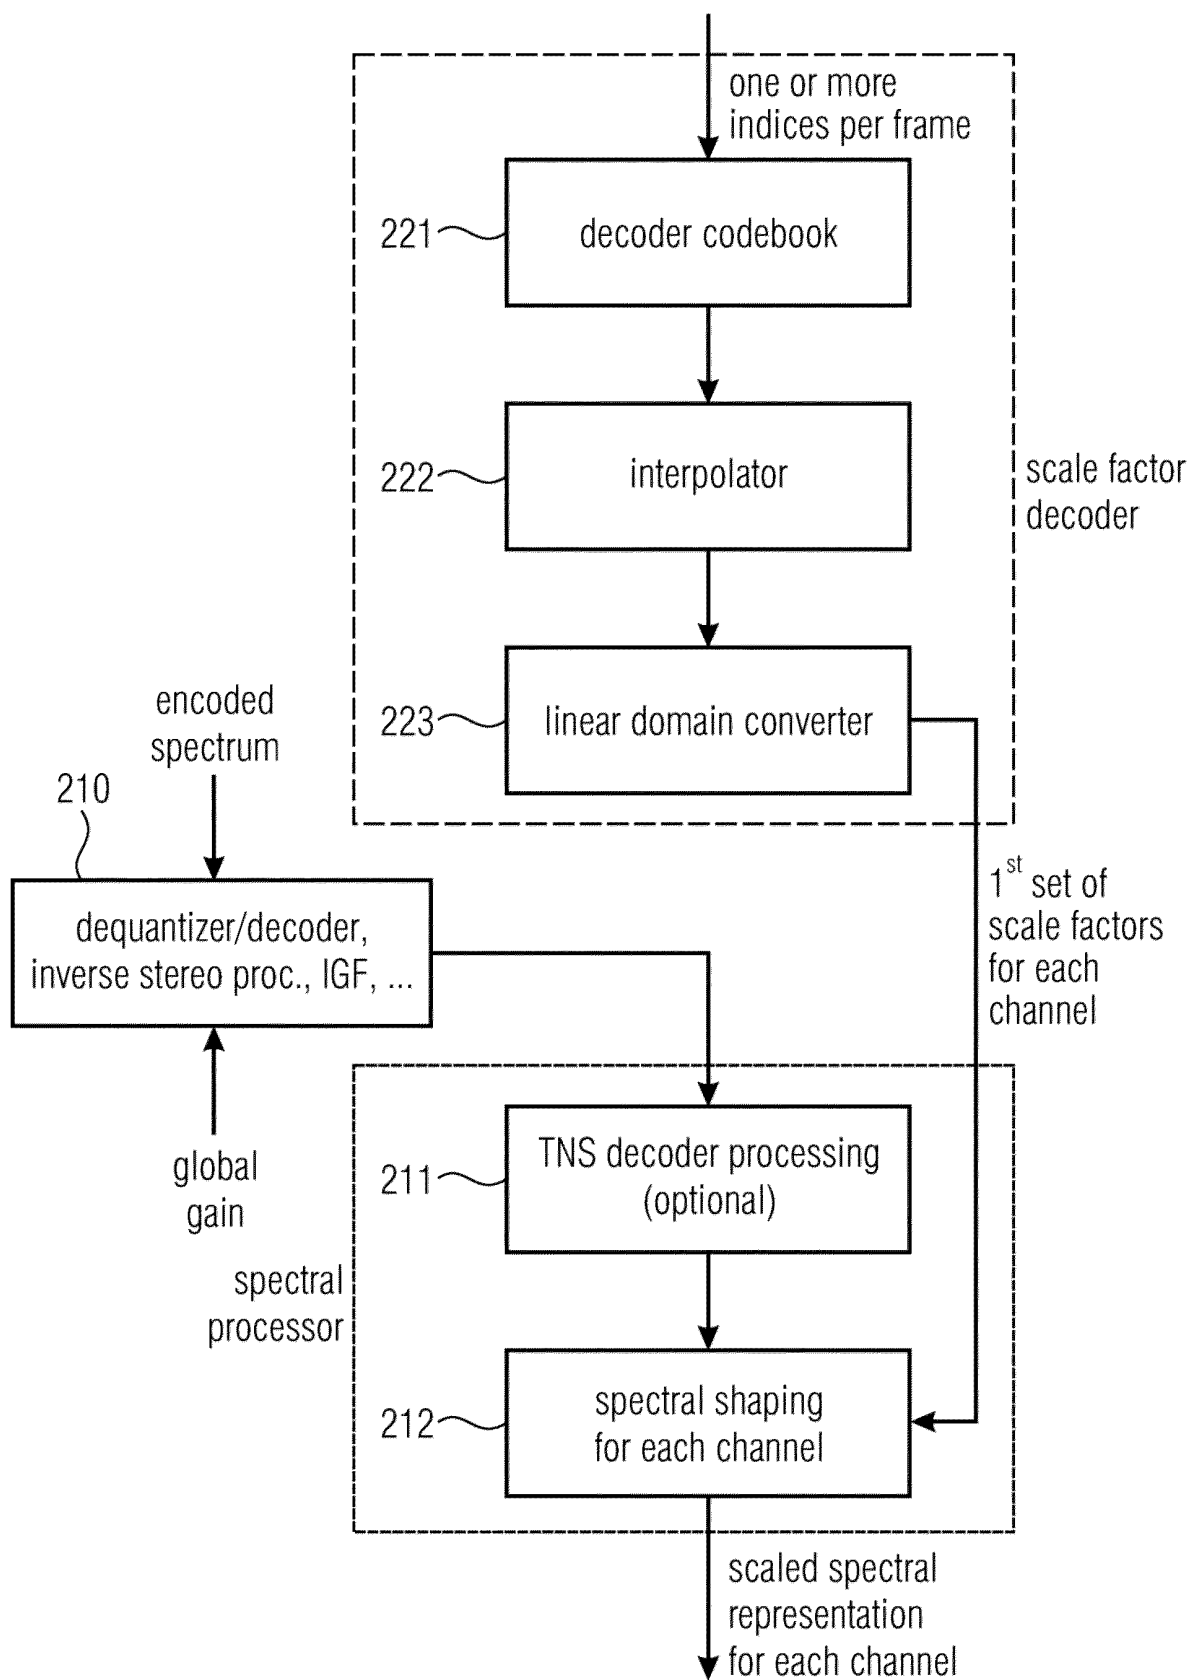 one or more
indices per frame
221
decoder codebook
222
interpolator
scale factor
decoder
223
linear domain converter
encoded
spectrum
210
dequantizer/decoder,
inverse stereo proc., IGF, ...
1st set of
scale factors
for each
channel
global
gain
211
TNS decoder processing
(optional)
spectral
processor
212
spectral shaping
for each channel
scaled spectral
representation
for each channel